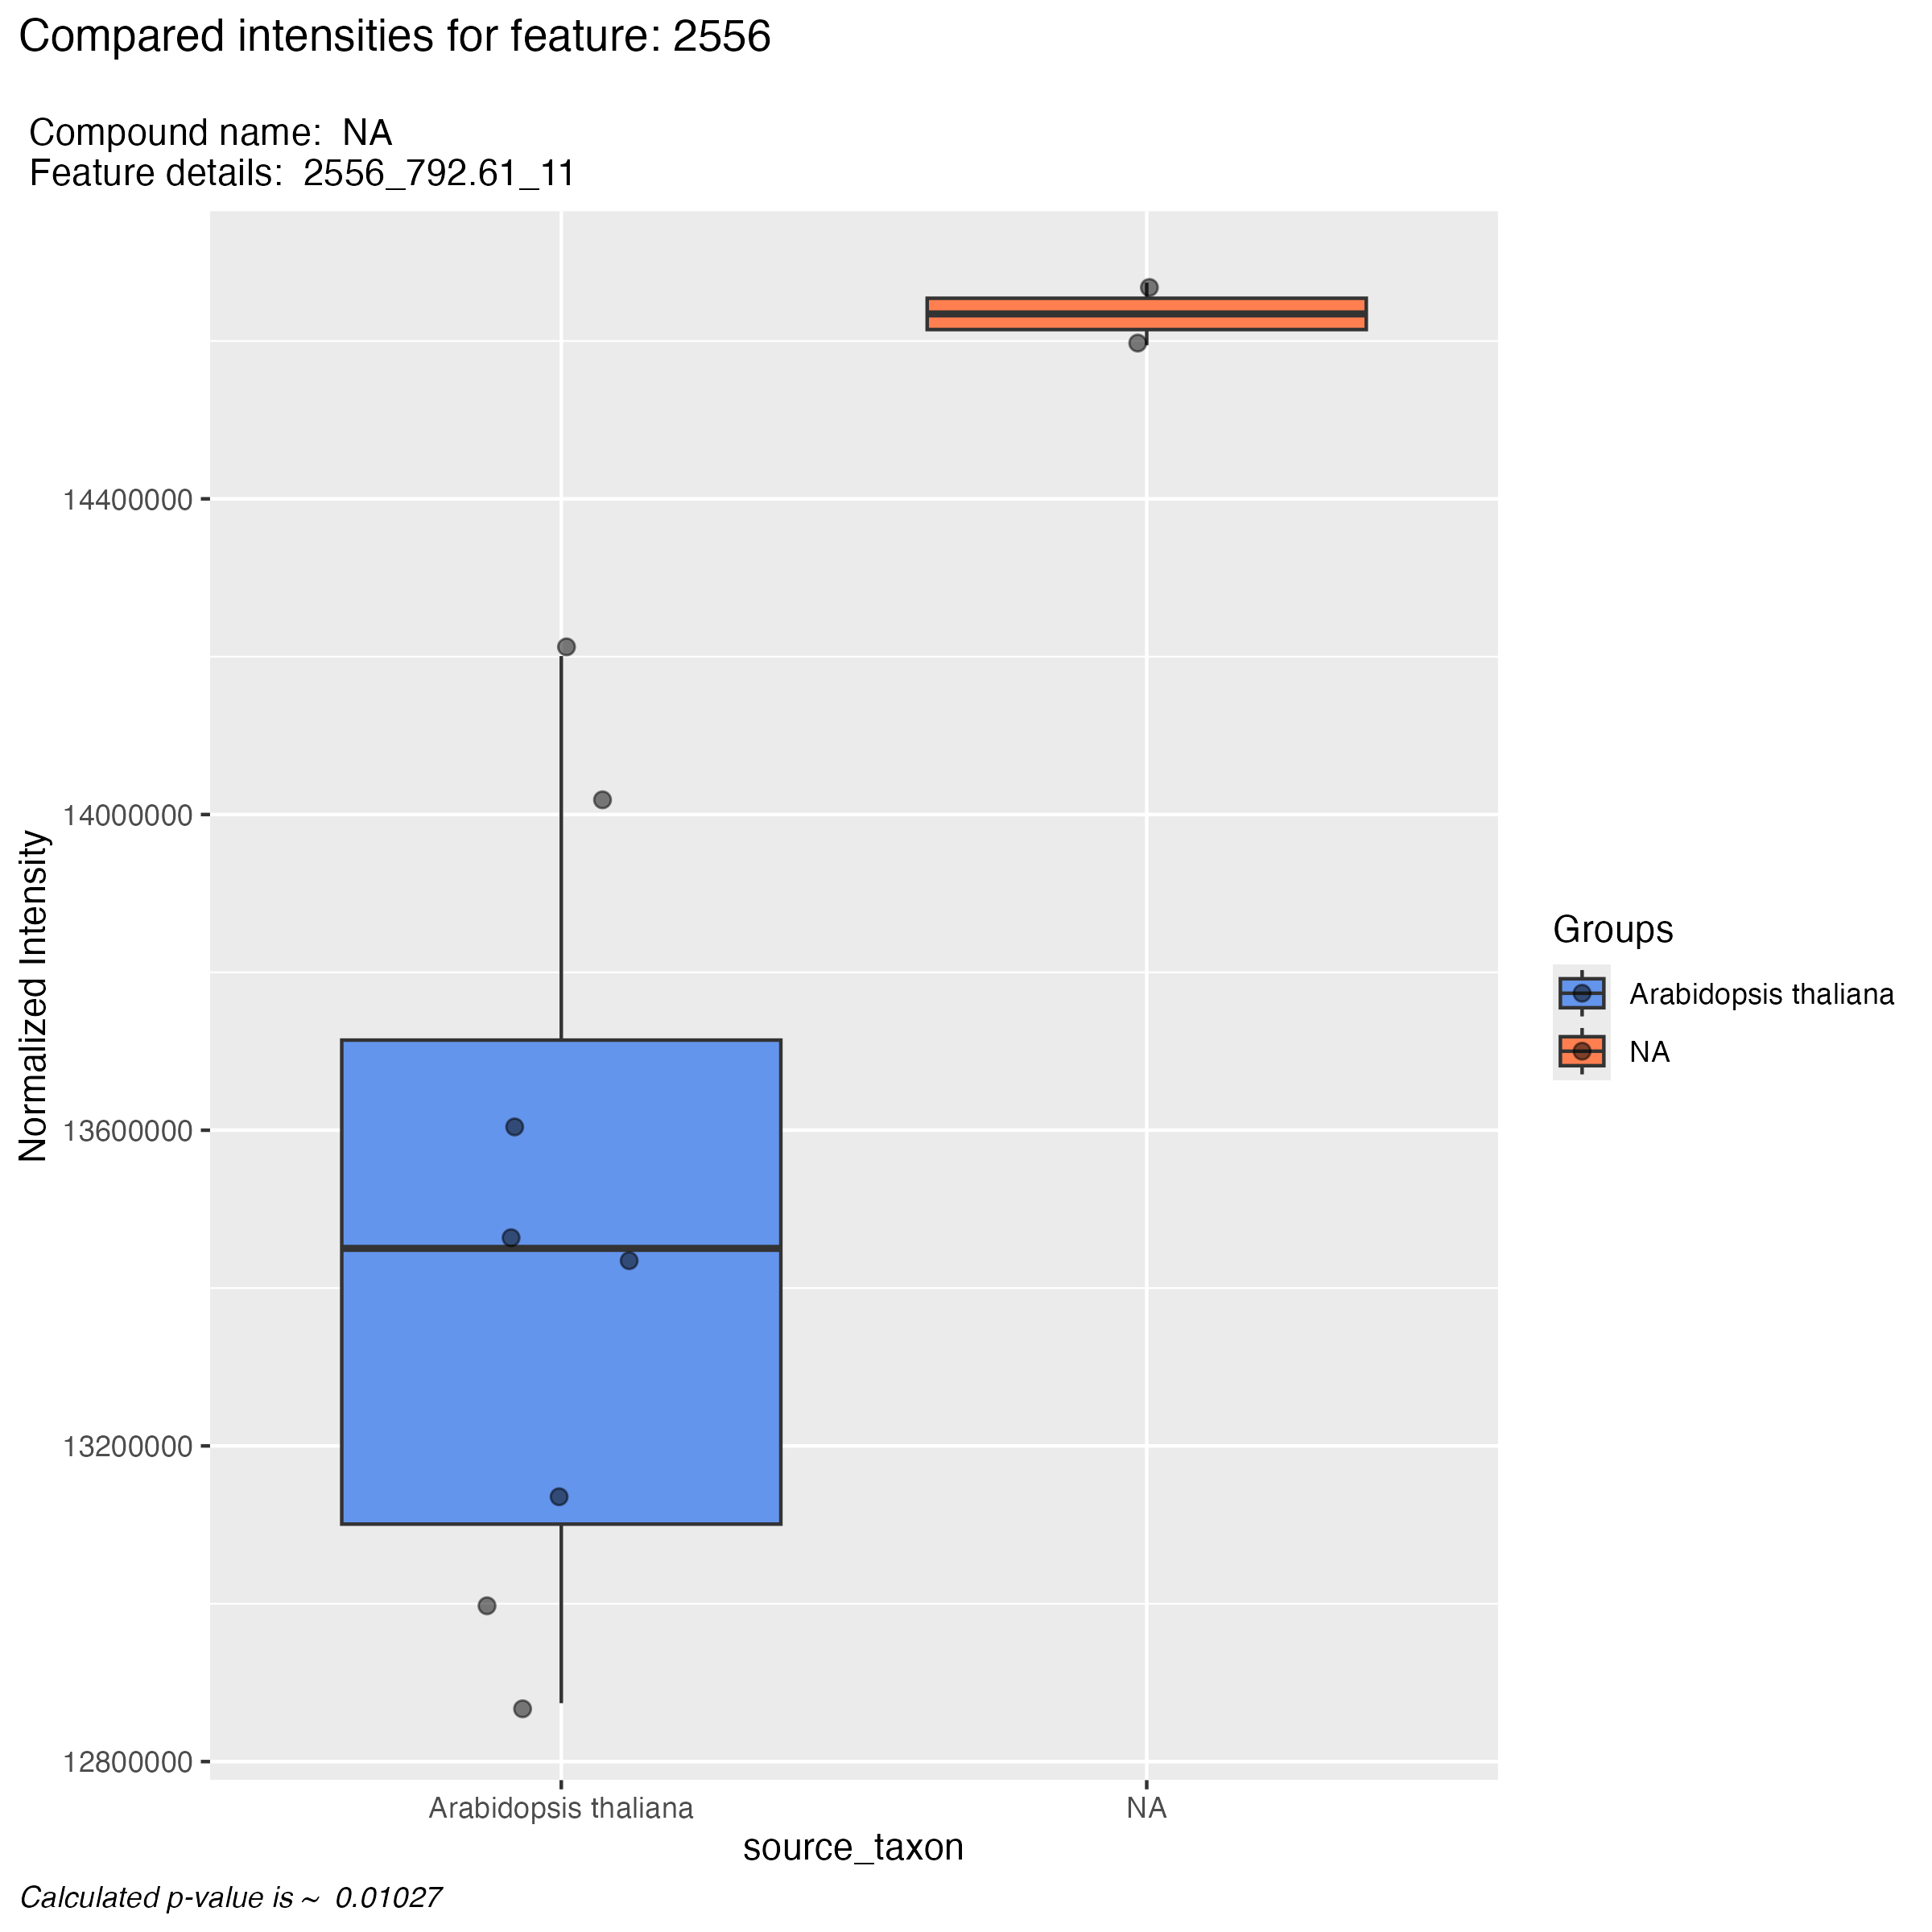 Compared intensities for feature: 2556
Compound name:  NA
Feature details:  2556_792.61_11
Normalized Intensity
14400000
14000000
13600000
13200000
12800000
Arabidopsis thaliana
NA
source_taxon
Groups
Arabidopsis thaliana
NA
Calculated p-value is ~  0.01027